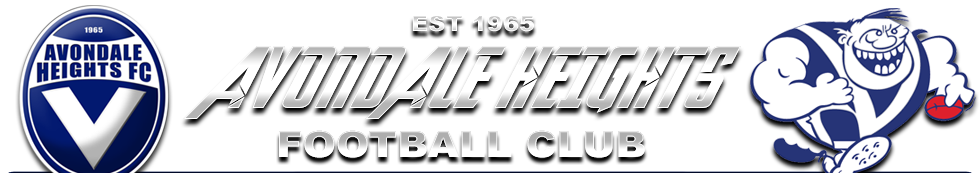 1965
AVONDALE
HEIGHTS FC
V
EST 1965
AVONDALE HEIGHTS
FOOTBALL CLUB